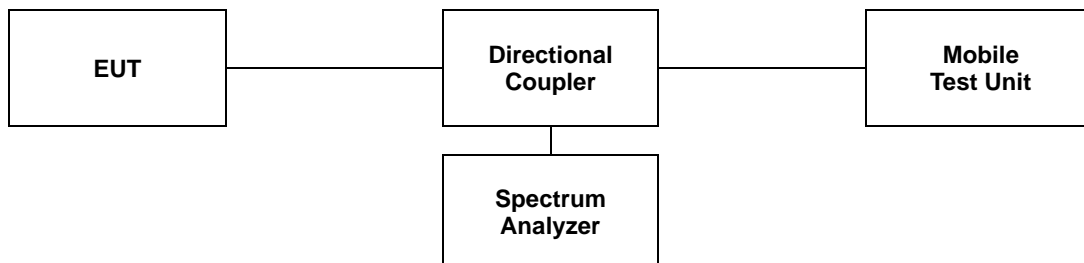 EUT
Directional
Coupler
Mobile
Test Unit
Spectrum
Analyzer